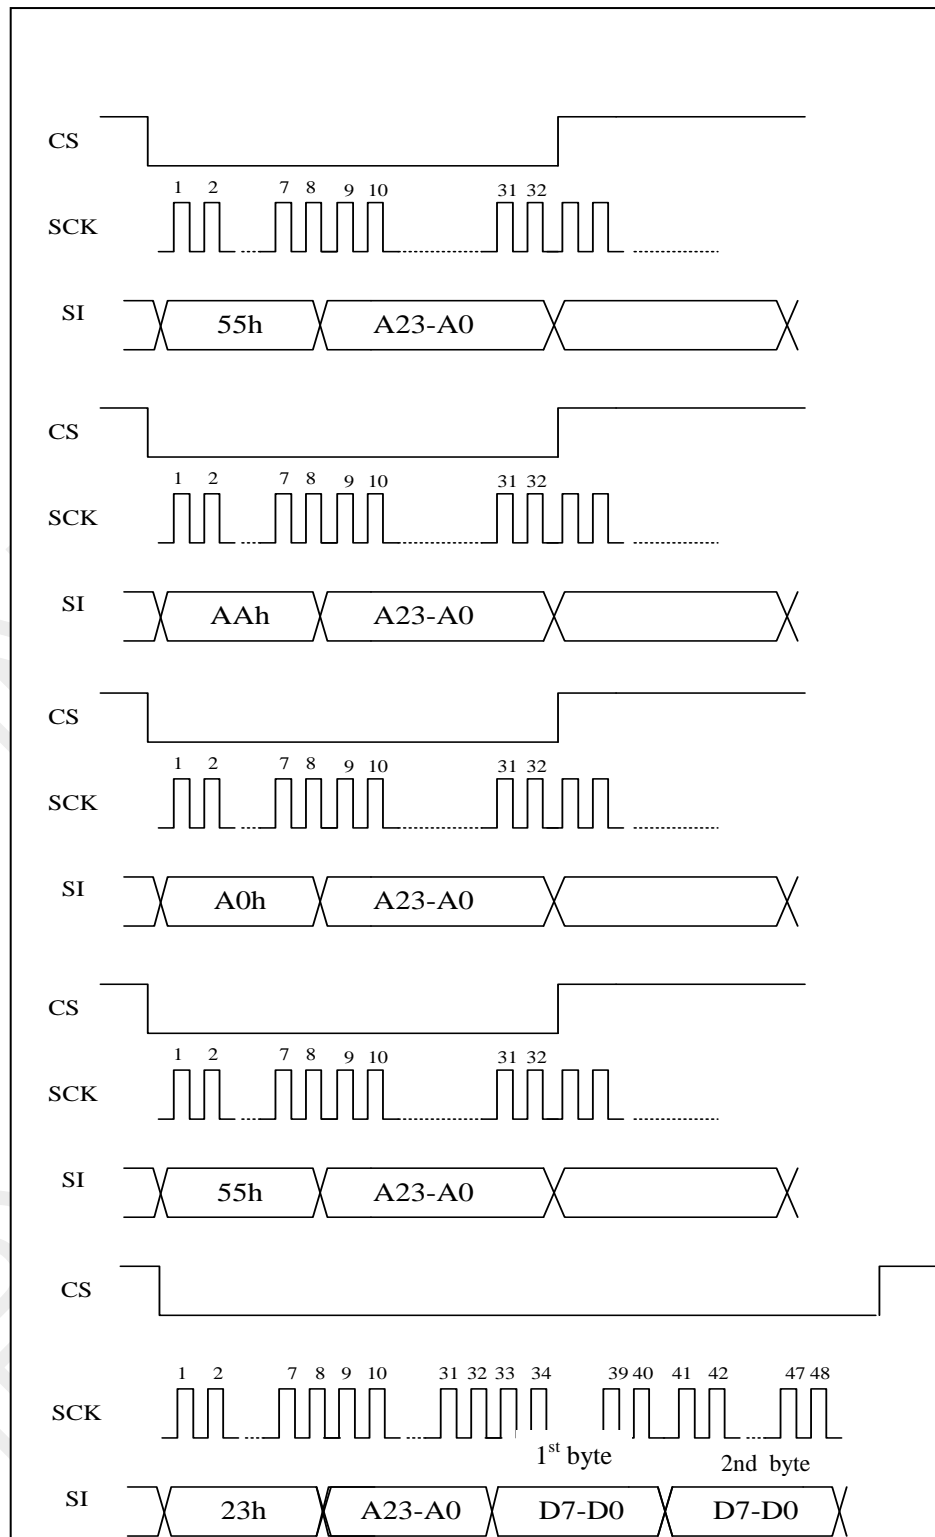 CS
1 2 7 8 9 10 31 32
SCK
SI 55h A23-A0
CS
1 2 7 8 9 10 31 32
SCK
SI AAh A23-A0
CS
1 2 7 8 9 10 31 32
SCK
SI A0h A23-A0
CS
1 2 7 8 9 10 31 32
SCK
SI 55h A23-A0
CS
1 2 7 8 9 10 31 32 33 34 39 40 41 42 47 48
SCK
1st byte 2nd byte
SI 23h A23-A0 D7-D0 D7-D0